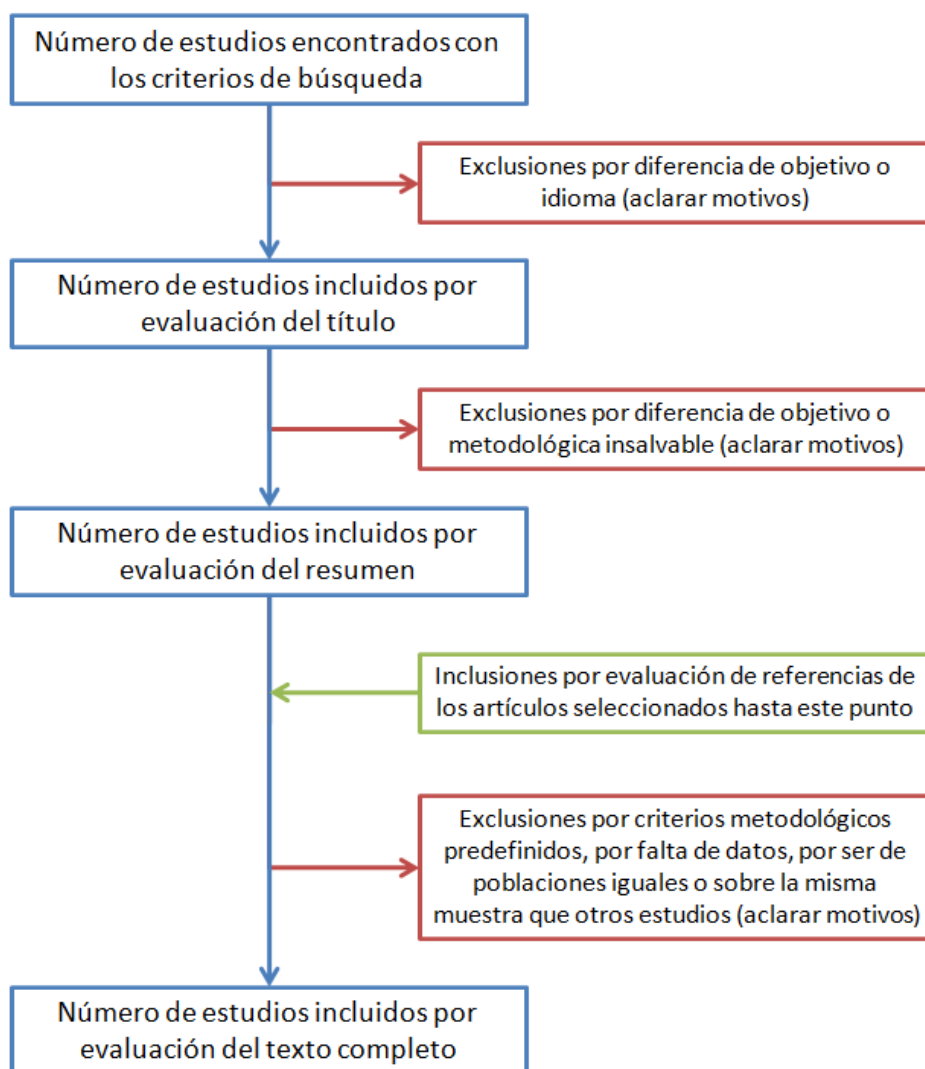 Número de estudios encontrados con
los criterios de búsqueda
Exclusiones por diferencia de objetivo o
idioma (aclarar motivos)
Número de estudios incluidos por
evaluación del título
Exclusiones por diferencia de objetivo o
metodológica insalvable (aclarar motivos)
Número de estudios incluidos por
evaluación del resumen
Inclusiones por evaluación de referencias de
los artículos seleccionados hasta este punto
Exclusiones por criterios metodológicos
predefinidos, por falta de datos, por ser de
poblaciones iguales o sobre la misma
muestra que otros estudios (aclarar motivos)
Número de estudios incluidos por
evaluación del texto completo